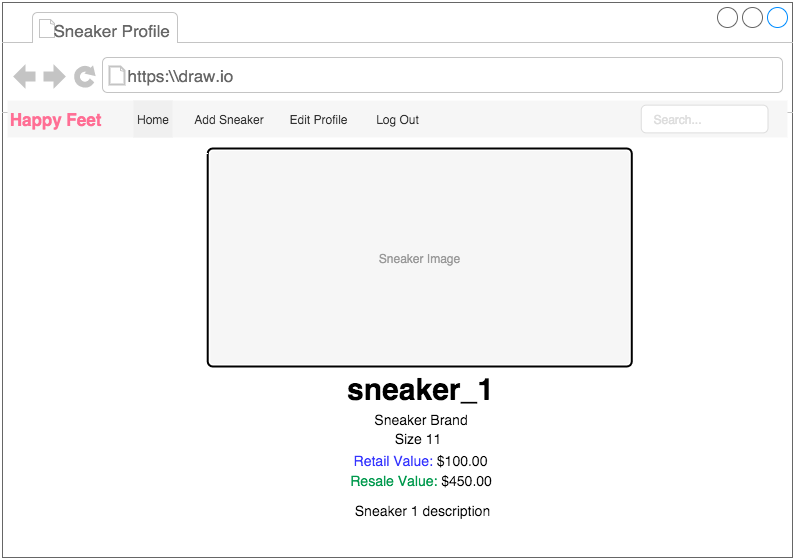 Sneaker Profile
https:\\draw.io
Happy Feet Home Add Sneaker Edit Profile Log Out Search...
Sneaker Image
sneaker_1
Sneaker Brand
Size 11
Retail Value: $100.00
Resale Value: $450.00
Sneaker 1 description